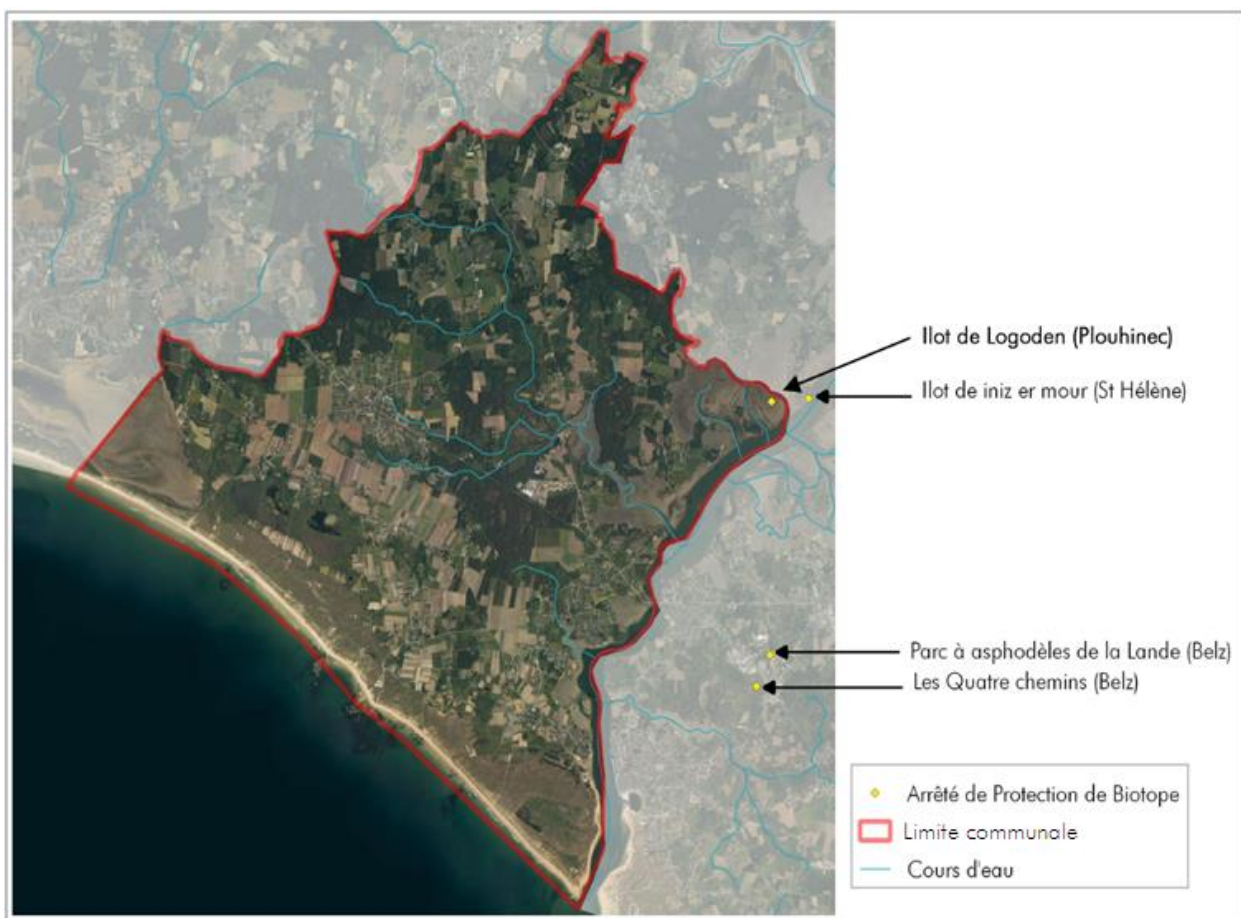 Ilot de Logoden (Plouhinec)
Ilot de iniz er mour (St Hélène)
Parc à asphodèles de la Lande (Belz)
Les Quatre chemins (Belz)
Arrêté de Protection de Biotope
Limite communale
Cours d'eau